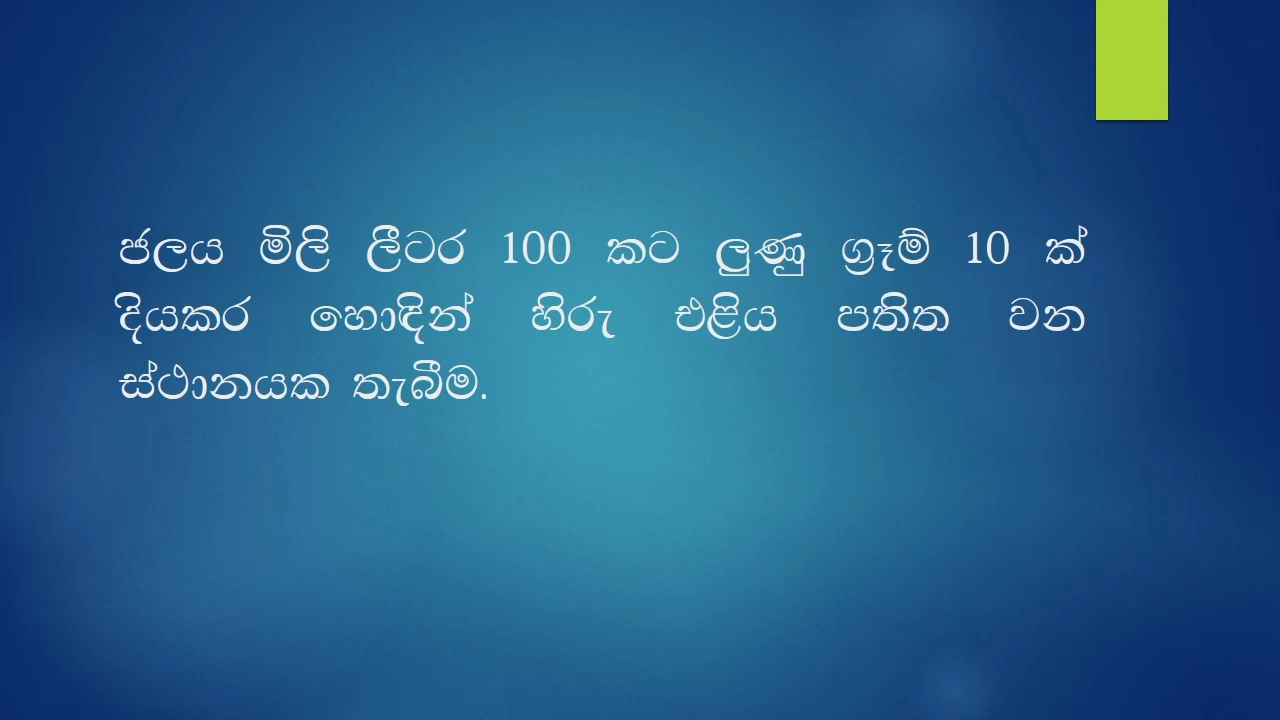 ජලය මිලි ලීටර 100 කට ලුණු ග්‍රෑම් 10 ක්
දියකර හොඳින් හිරු එළිය පතිත වන
ස්ථානයක තැබීම.